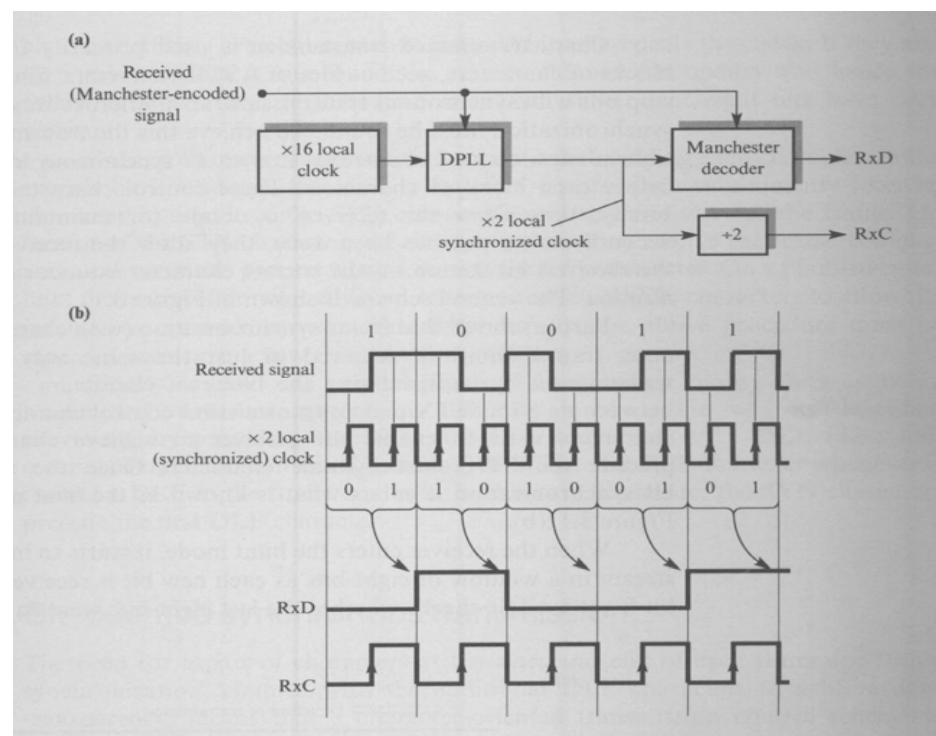 (a)
Received
(Manchester-encoded)
signal
×16 local
clock
DPLL
Manchester
decoder
RxD
×2 local
synchronized clock
÷2
RxC
(b)
1 0 0 1 1
Received signal
×2 local
(synchronized) clock
0 1 1 0 1 0 0 1 0 1
RxD
RxC